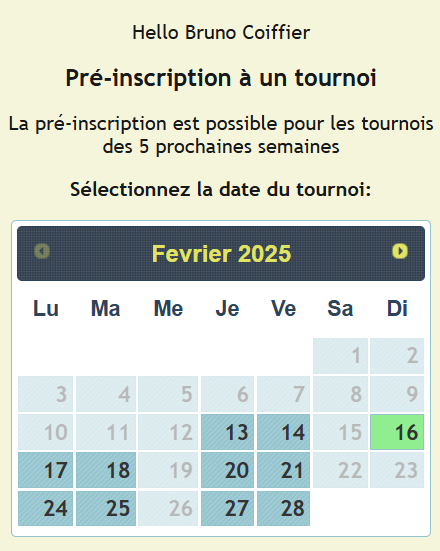 Hello Bruno Coiffier
Pré-inscription à un tournoi
La pré-inscription est possible pour les tournois
des 5 prochaines semaines
Sélectionnez la date du tournoi:
Fevrier 2025
Lu Ma Me Je Ve Sa Di
1 2
3 4 5 6 7 8 9
10 11 12 13 14 15 16
17 18 19 20 21 22 23
24 25 26 27 28